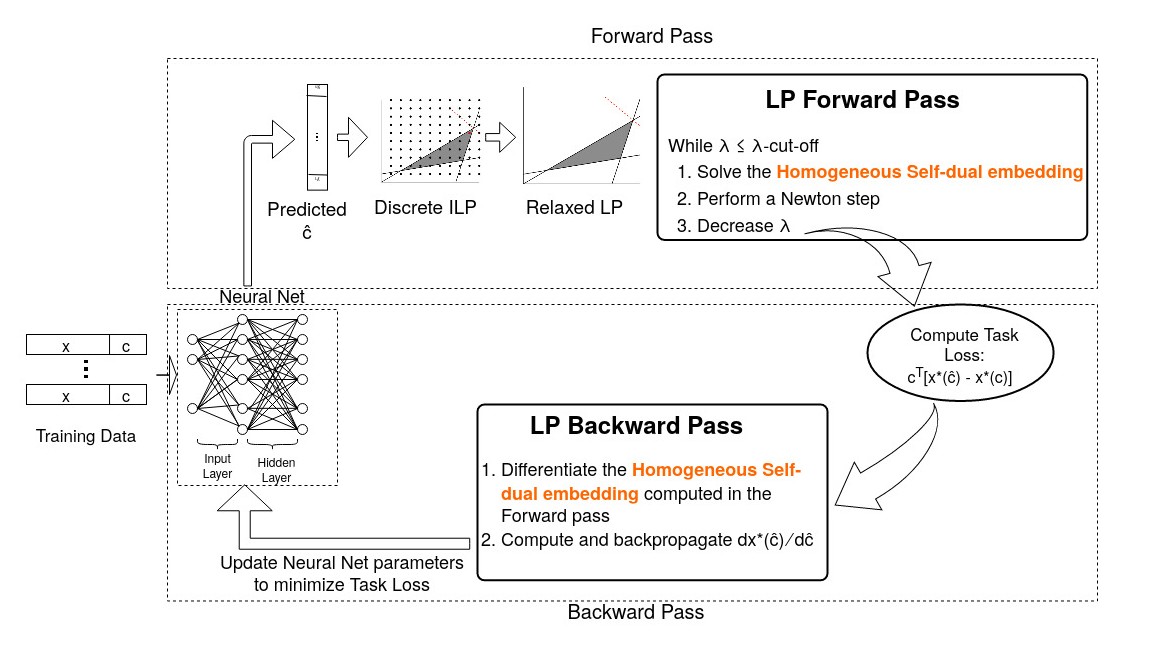 Forward Pass
LP Forward Pass
While λ ≤ λ-cut-off
1. Solve the Homogeneous Self-dual embedding
2. Perform a Newton step
3. Decrease λ
Predicted
ĉ
Discrete ILP
Relaxed LP
Neural Net
x c
x c
Training Data
Input
Layer
Hidden
Layer
Compute Task
Loss:
cᵀ[x*(ĉ) - x*(c)]
LP Backward Pass
1. Differentiate the Homogeneous Self-
dual embedding computed in the
Forward pass
2. Compute and backpropagate dx*(ĉ)/dĉ
Update Neural Net parameters
to minimize Task Loss
Backward Pass